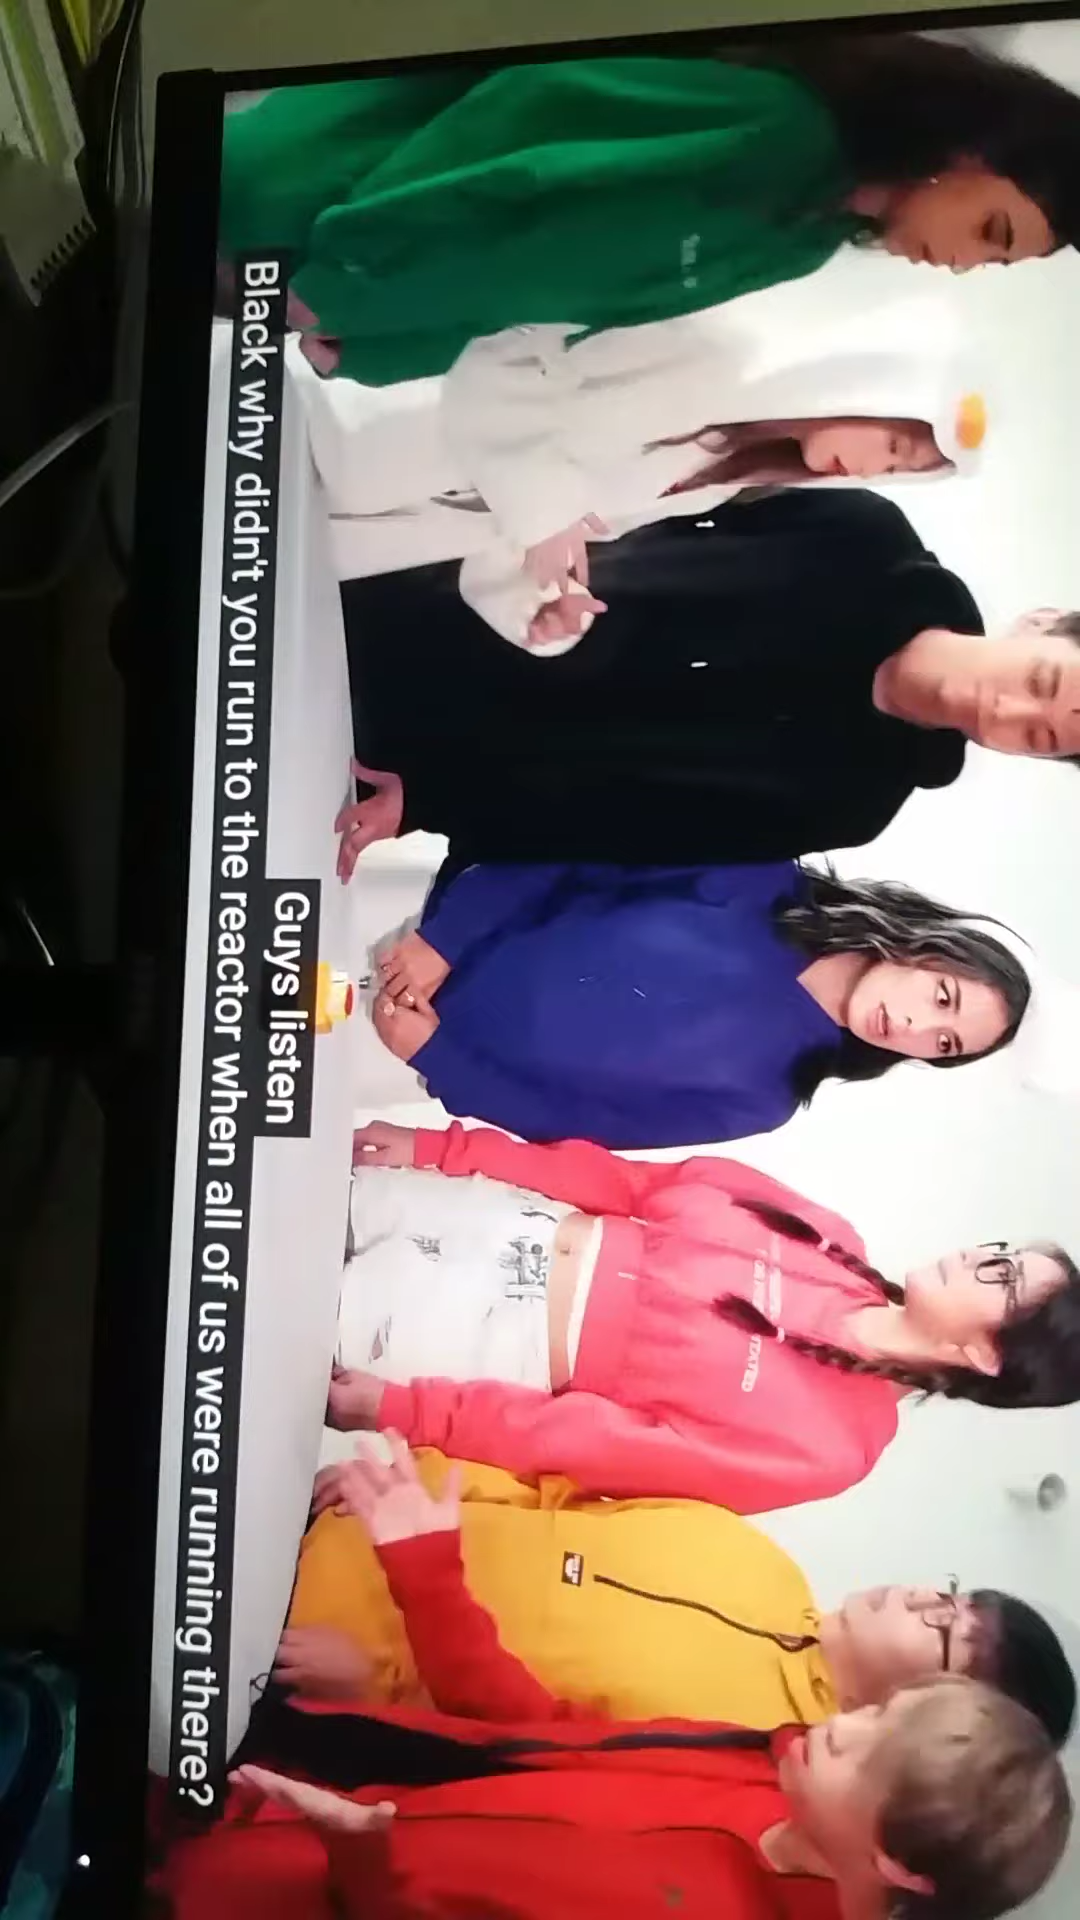 Guys listen
Black why didn't you run to the reactor when all of us were running there?